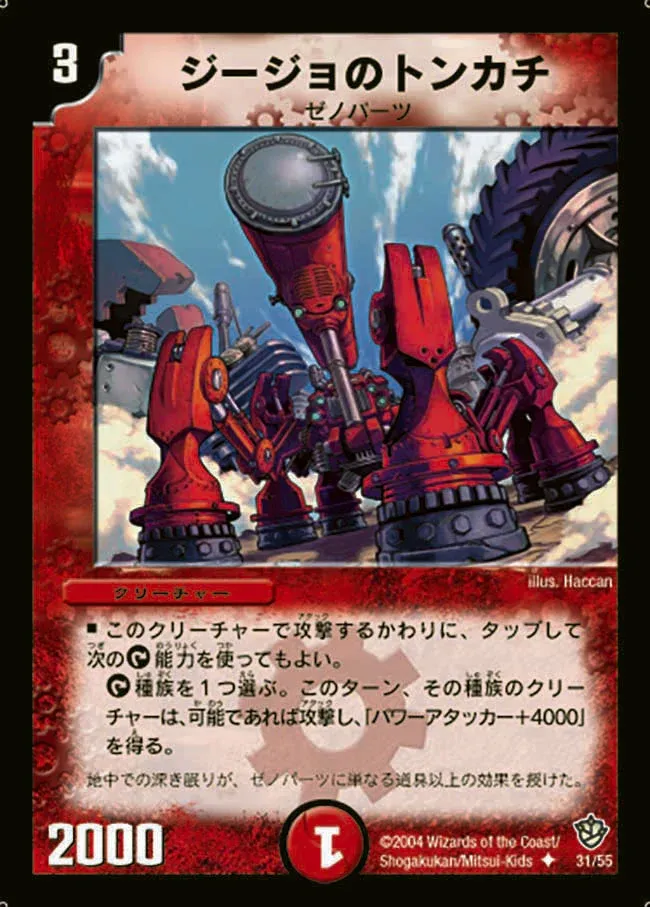 3
ジージョのトンカチ
ゼノパーツ
illus. Haccan
クリーチャー
■ このクリーチャーで攻撃するかわりに、タップして
次の 能力を使ってもよい。
種族を1つ選ぶ。このターン、その種族のクリー
チャーは、可能であれば攻撃し、「パワーアタッカー+4000」
を得る。
地中での深き眠りが、ゼノパーツに単なる道具以上の効果を授けた。
2000
1
©2004 Wizards of the Coast/
Shogakukan/Mitsui-Kids
31/55